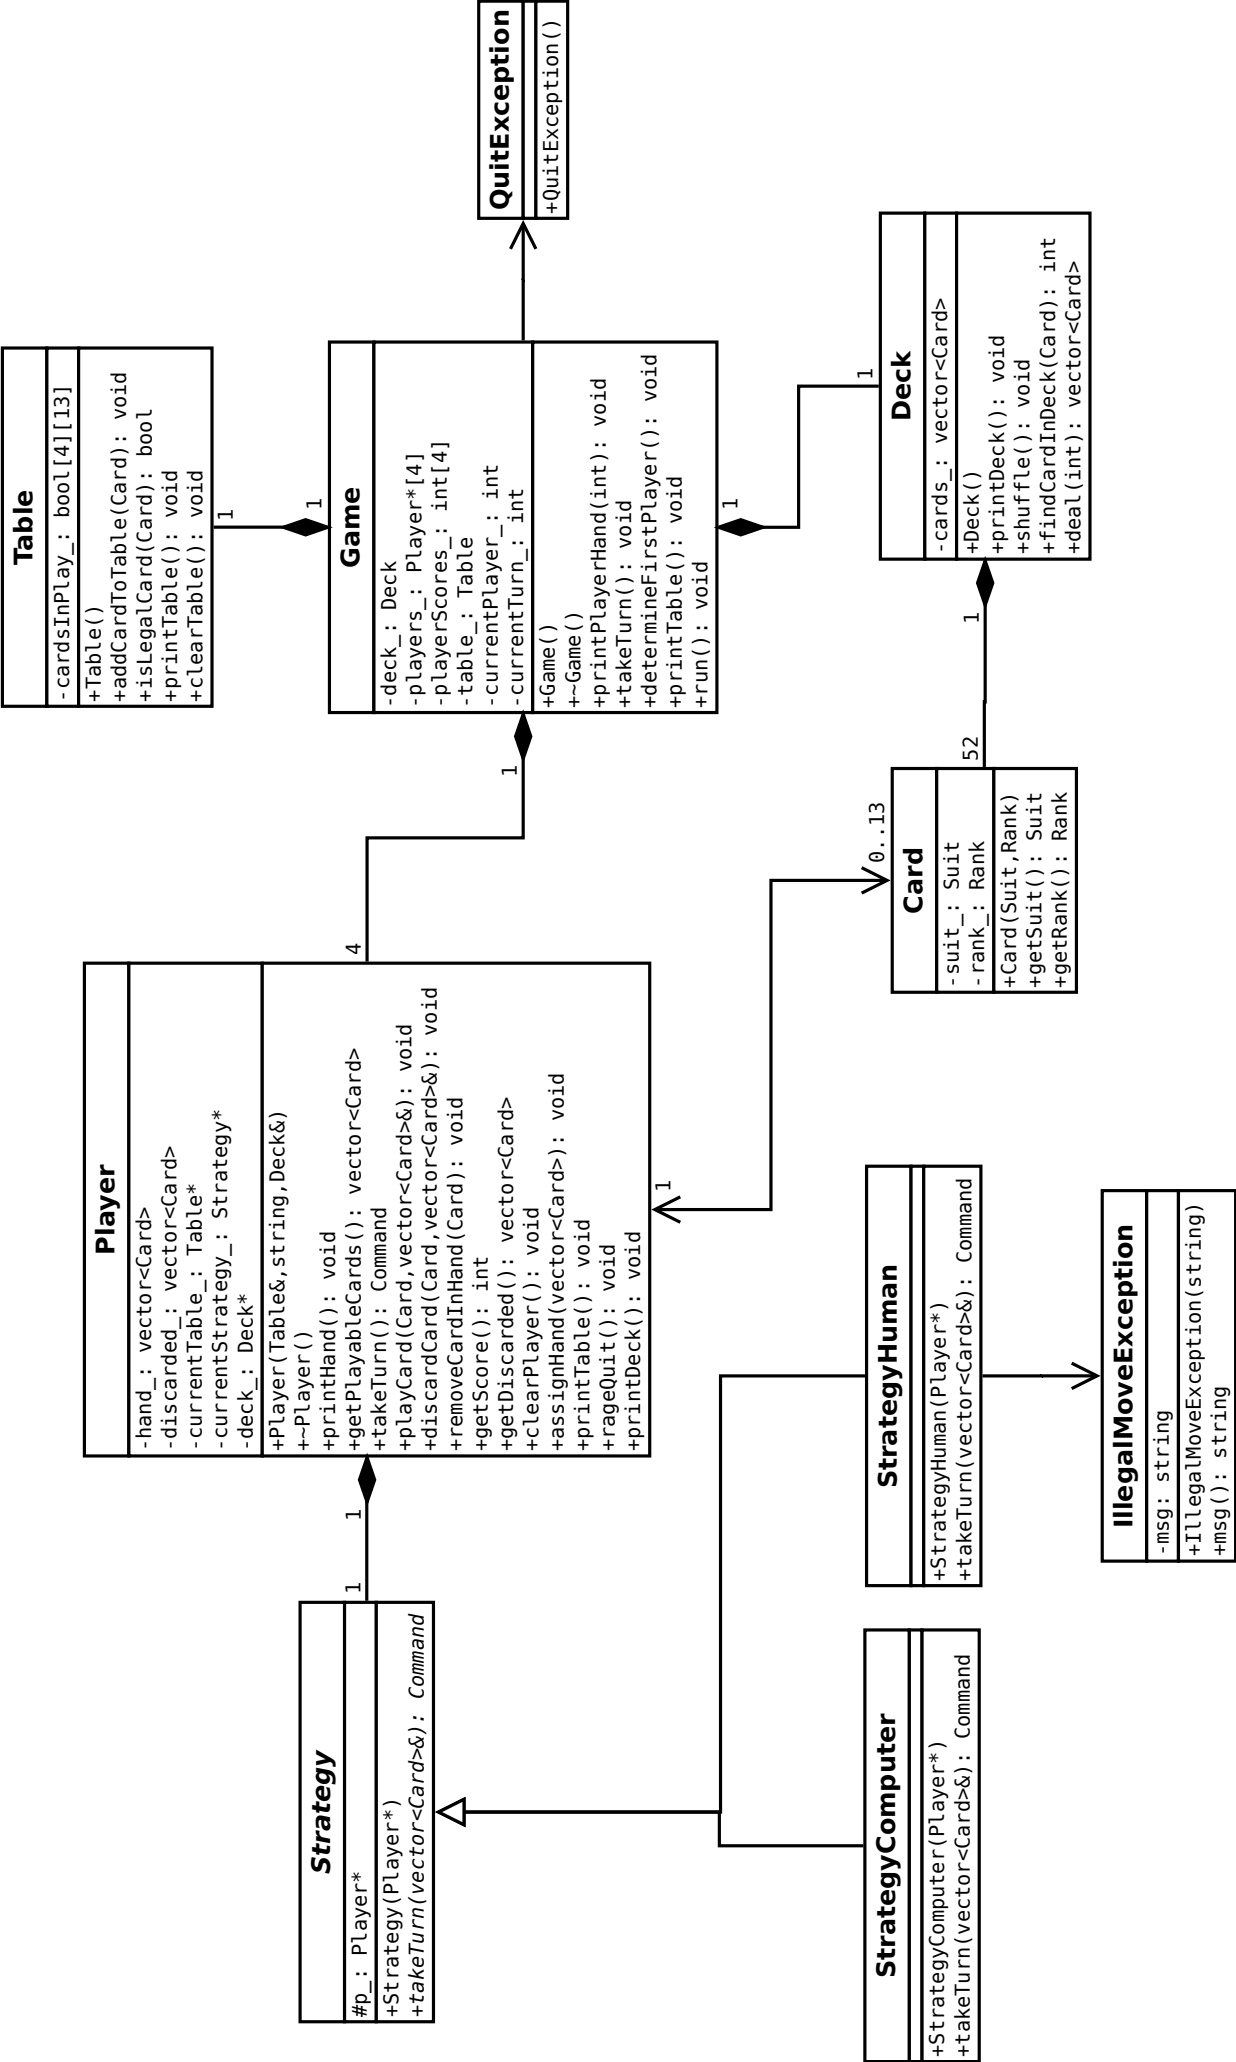 Strategy
#p_: Player*
+Strategy(Player*)
+takeTurn(vector<Card>&): Command
1
1
Player
-hand_: vector<Card>
-discarded_: vector<Card>
-currentTable_: Table*
-currentStrategy_: Strategy*
-deck_: Deck*
+Player(Table&,string,Deck&)
+~Player()
+printHand(): void
+getPlayableCards(): vector<Card>
+takeTurn(): Command
+playCard(Card,vector<Card>&): void
+discardCard(Card,vector<Card>&): void
+removeCardInHand(Card): void
+getScore(): int
+getDiscarded(): vector<Card>
+clearPlayer(): void
+assignHand(vector<Card>): void
+printTable(): void
+rageQuit(): void
+printDeck(): void
4
1
1
0..13
Table
-cardsInPlay_: bool[4][13]
+Table()
+addCardToTable(Card): void
+isLegalCard(Card): bool
+printTable(): void
+clearTable(): void
1
1
Game
-deck_: Deck
-players_: Player*[4]
-playerScores_: int[4]
-table_: Table
-currentPlayer_: int
-currentTurn_: int
+Game()
+~Game()
+printPlayerHand(int): void
+takeTurn(): void
+determineFirstPlayer(): void
+printTable(): void
+run(): void
QuitException
+QuitException()
1
1
Deck
-cards_: vector<Card>
+Deck()
+printDeck(): void
+shuffle(): void
+findCardInDeck(Card): int
+deal(int): vector<Card>
1
52
Card
-suit_: Suit
-rank_: Rank
+Card(Suit,Rank)
+getSuit(): Suit
+getRank(): Rank
StrategyComputer
+StrategyComputer(Player*)
+takeTurn(vector<Card>&): Command
StrategyHuman
+StrategyHuman(Player*)
+takeTurn(vector<Card>&): Command
IllegalMoveException
-msg: string
+IllegalMoveException(string)
+msg(): string